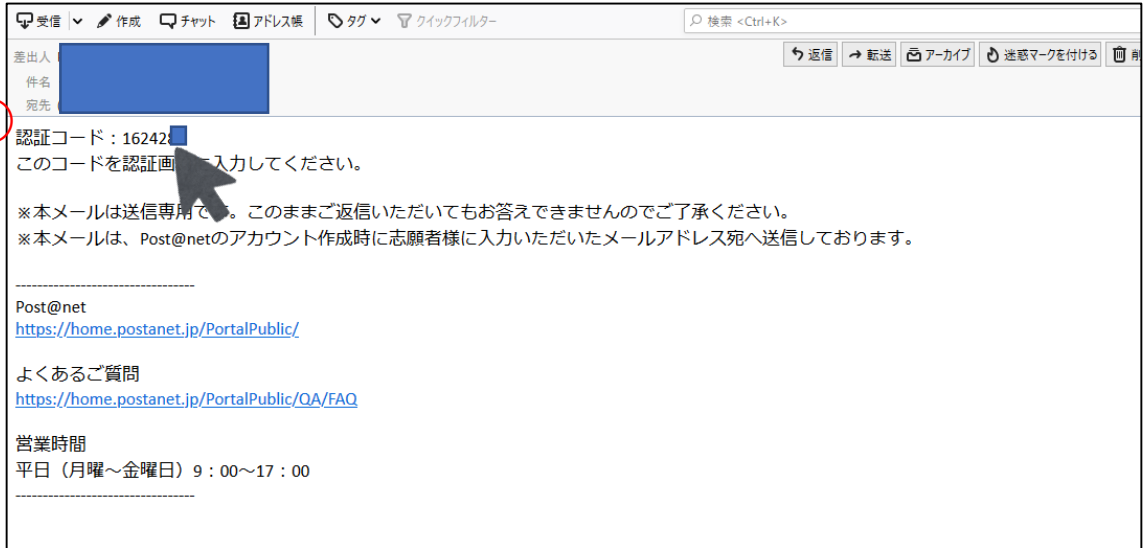 受信 作成 チャット アドレス帳 タグ クイックフィルター 検索 <Ctrl+K>
差出人 返信 転送 アーカイブ 迷惑マークを付ける
件名
宛先
認証コード：16242
このコードを認証画 入力してください。
※本メールは送信専用 。このままご返信いただいてもお答えできませんのでご了承ください。
※本メールは、Post@netのアカウント作成時に志願者様に入力いただいたメールアドレス宛へ送信しております。
---------------------------------
Post@net
https://home.postanet.jp/PortalPublic/
よくあるご質問
https://home.postanet.jp/PortalPublic/QA/FAQ
営業時間
平日（月曜～金曜日）9：00～17：00
---------------------------------